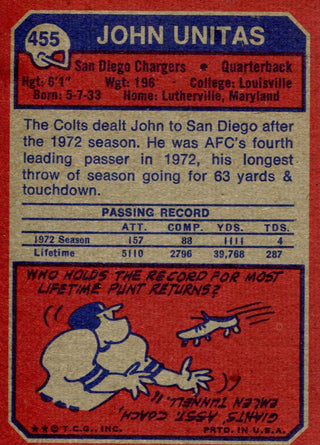 455
JOHN UNITAS
San Diego Chargers • Quarterback
Hgt: 6'1" Wgt: 196 College: Louisville
Born: 5-7-33 Home: Lutherville, Maryland
The Colts dealt John to San Diego after
the 1972 season. He was AFC's fourth
leading passer in 1972, his longest
throw of season going for 63 yards &
touchdown.
PASSING RECORD
ATT. COMP. YDS. TDS.
1972 Season 157 88 1111 4
Lifetime 5110 2796 39,768 287
WHO HOLDS THE RECORD FOR MOST
LIFETIME PUNT RETURNS?
GIANTS ASST. COACH,
EMLEN TUNNELL!!
★★ © T.C.G., INC. PRTD. IN U.S.A.